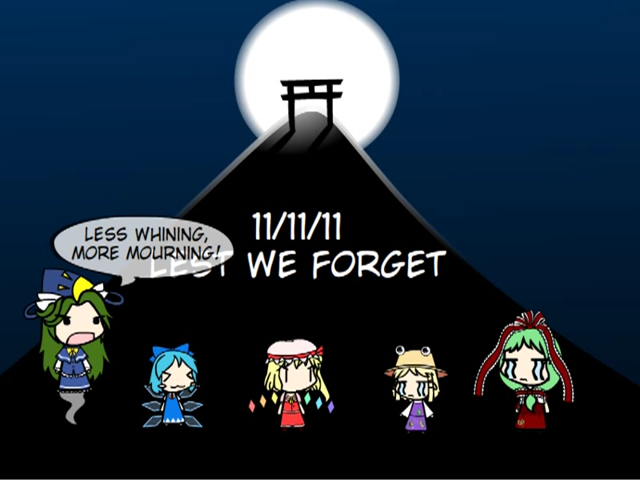 11/11/11
LESS WHINING,
MORE MOURNING!
LEST WE FORGET